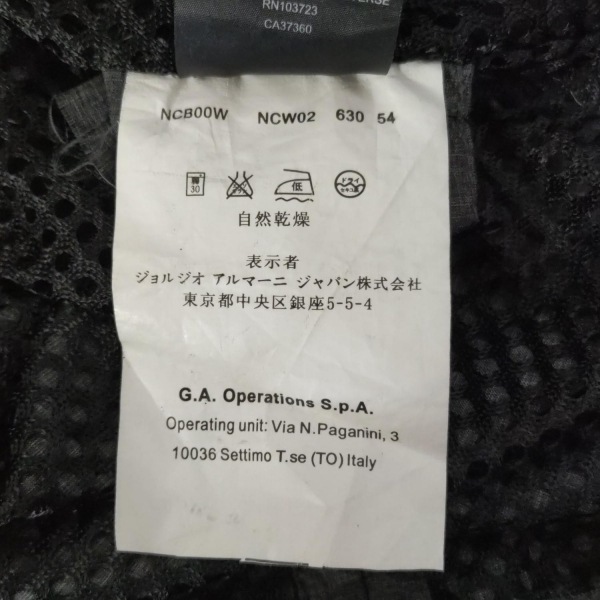 RN103723
CA37360
NCB00W NCW02 630 54
30
低
ドライ
自然乾燥
表示者
ジョルジオ アルマーニ ジャパン株式会社
東京都中央区銀座5-5-4
G.A. Operations S.p.A.
Operating unit: Via N.Paganini, 3
10036 Settimo T.se (TO) Italy